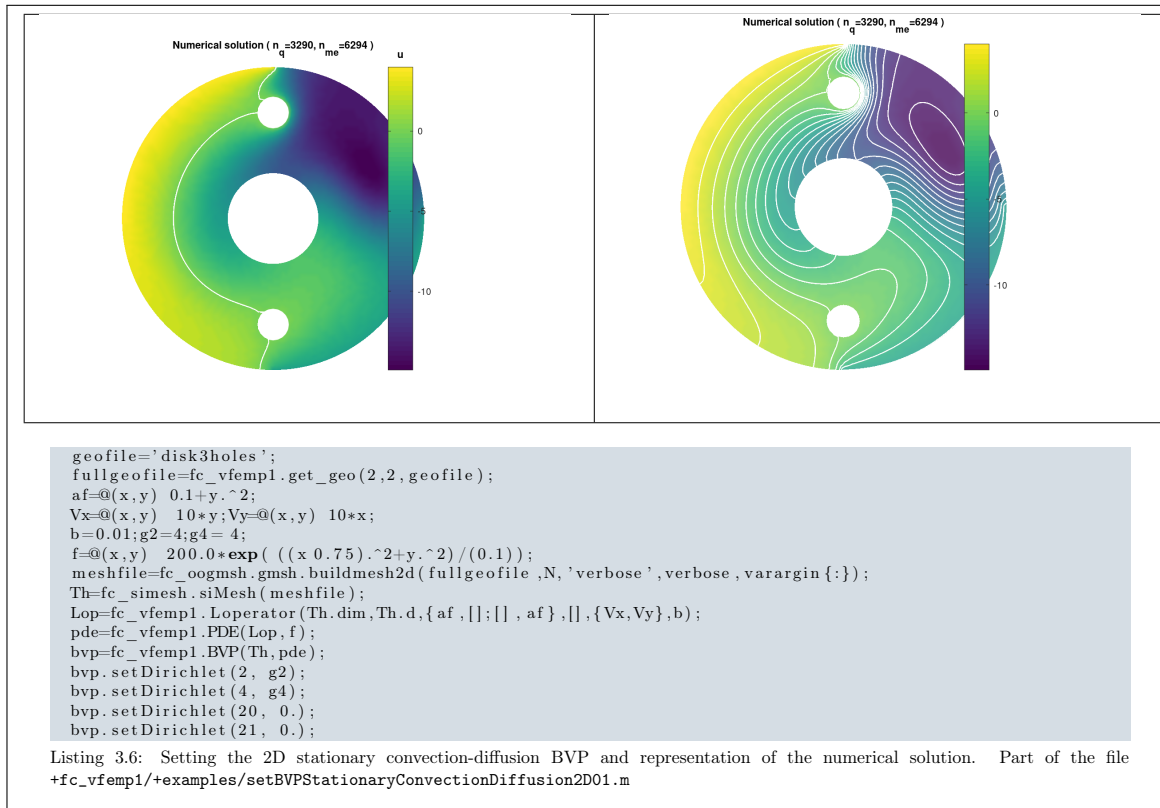 Numerical solution ( n_q=3290, n_me=6294 )
u
0
-5
-10
Numerical solution ( n_q=3290, n_me=6294 )
0
-5
-10
geofile='disk3holes';
fullgeofile=fc_vfemp1.get_geo(2,2,geofile);
af=@(x,y) 0.1+y.^2;
Vx=@(x,y) 10*y;Vy=@(x,y) 10*x;
b=0.01;g2=4;g4= 4;
f=@(x,y) 200.0*exp( ((x 0.75).^2+y.^2)/(0.1));
meshfile=fc_oogmsh.gmsh.buildmesh2d(fullgeofile,N,'verbose',verbose,varargin{:});
Th=fc_simesh.siMesh(meshfile);
Lop=fc_vfemp1.Loperator(Th.dim,Th.d,{af,[];[],af},[],{Vx,Vy},b);
pde=fc_vfemp1.PDE(Lop,f);
bvp=fc_vfemp1.BVP(Th,pde);
bvp.setDirichlet(2, g2);
bvp.setDirichlet(4, g4);
bvp.setDirichlet(20, 0.);
bvp.setDirichlet(21, 0.);
Listing 3.6: Setting the 2D stationary convection-diffusion BVP and representation of the numerical solution. Part of the file
+fc_vfemp1/+examples/setBVPStationaryConvectionDiffusion2D01.m